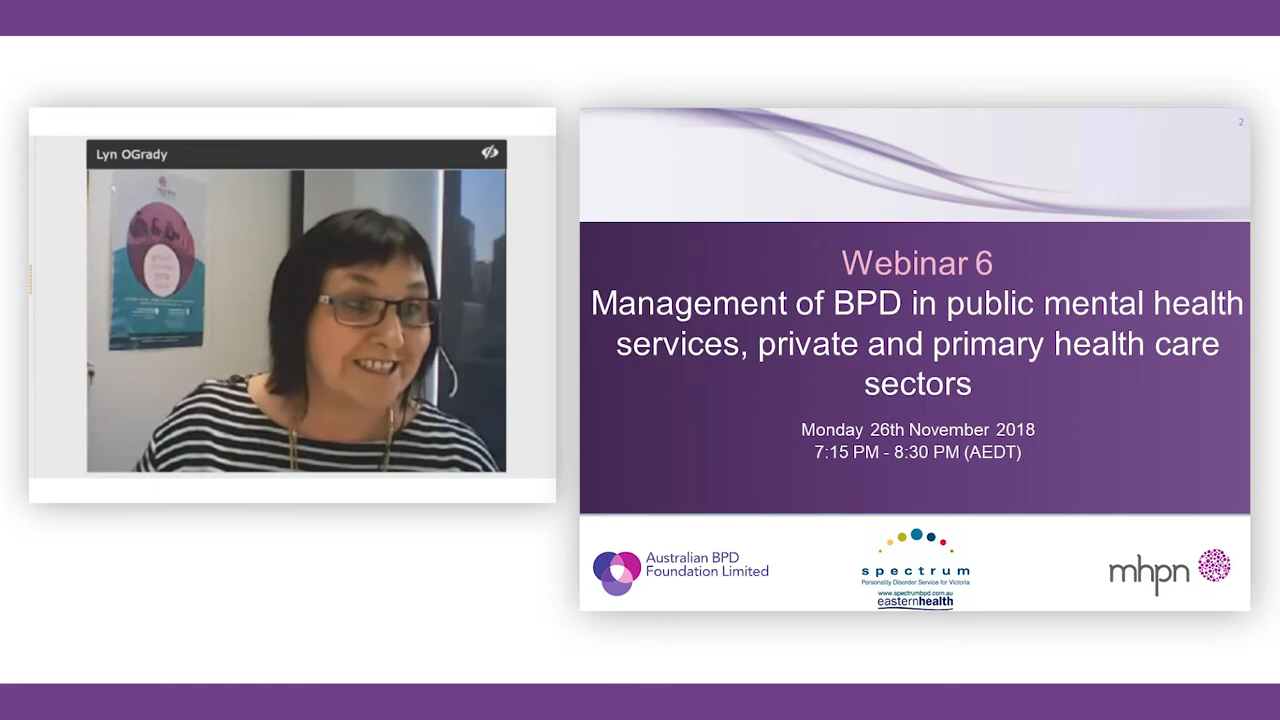 Lyn OGrady
2
Webinar 6
Management of BPD in public mental health
services, private and primary health care
sectors
Monday 26th November 2018
7:15 PM - 8:30 PM (AEDT)
Australian BPD
Foundation Limited
spectrum
Personality Disorder Service for Victoria
www.spectrumbpd.com.au
easternhealth
mhpn